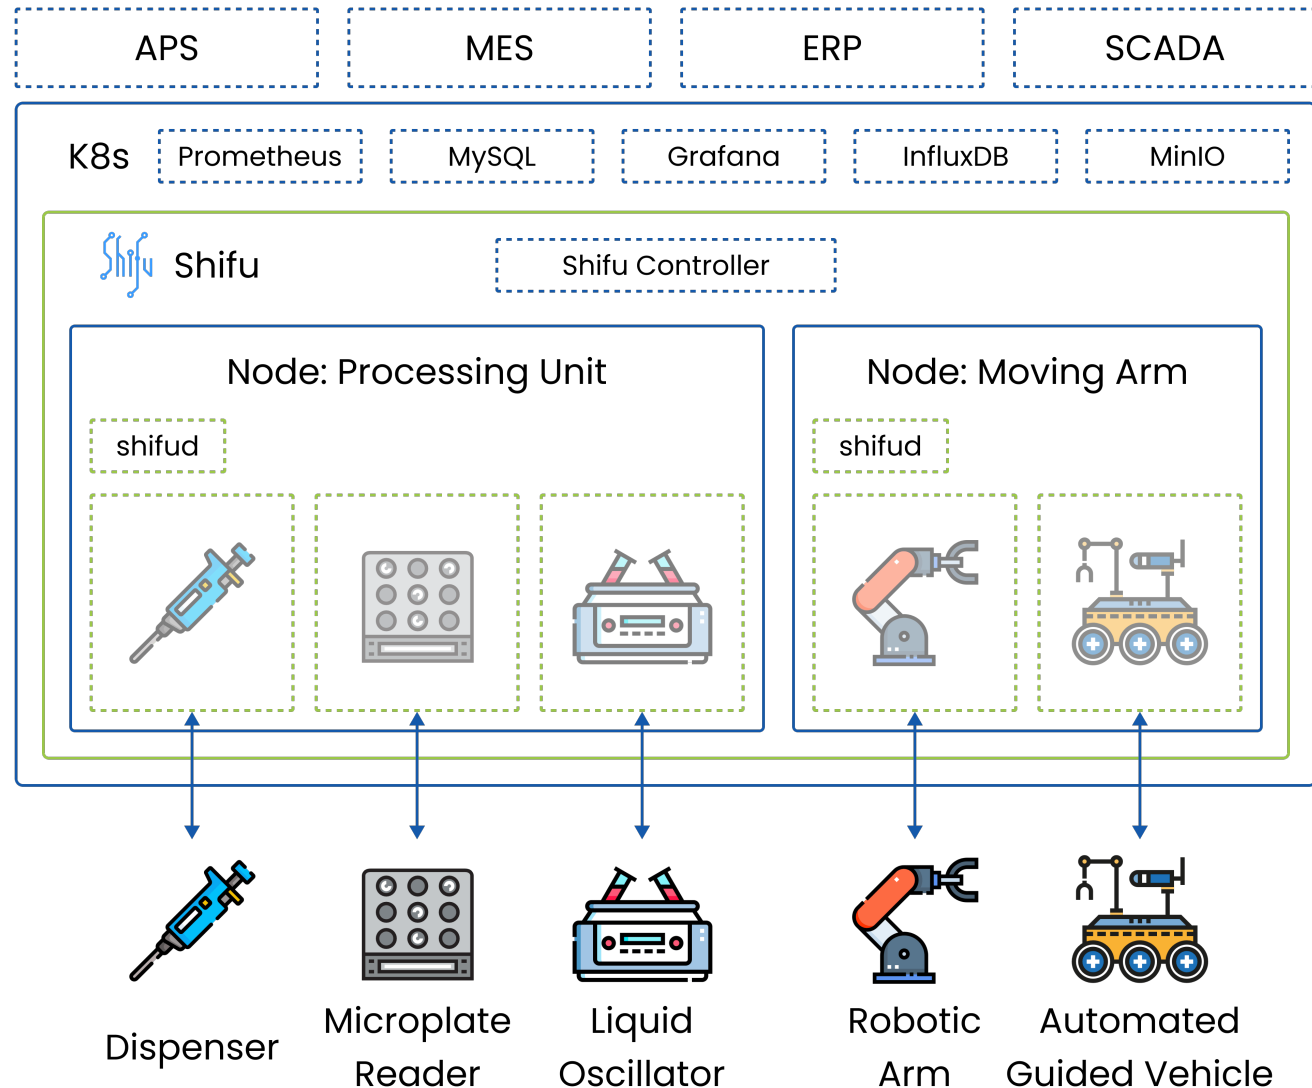 APS
MES
ERP
SCADA
K8s
Prometheus
MySQL
Grafana
InfluxDB
MinIO
Shifu
Shifu
Shifu Controller
Node: Processing Unit
Node: Moving Arm
shifud
shifud
Dispenser
Microplate
Reader
Liquid
Oscillator
Robotic
Arm
Automated
Guided Vehicle